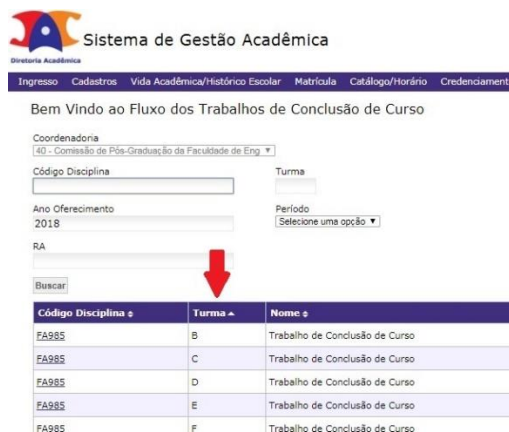 Sistema de Gestão Acadêmica
Diretoria Acadêmica
Ingresso Cadastros Vida Acadêmica/Histórico Escolar Matrícula Catálogo/Horário Credenciament
Bem Vindo ao Fluxo dos Trabalhos de Conclusão de Curso
Coordenadoria
40 - Comissão de Pós-Graduação da Faculdade de Eng
Código Disciplina Turma
Ano Oferecimento Período
2018 Selecione uma opção
RA
Buscar
Código Disciplina Turma Nome
FA985 B Trabalho de Conclusão de Curso
FA985 C Trabalho de Conclusão de Curso
FA985 D Trabalho de Conclusão de Curso
FA985 E Trabalho de Conclusão de Curso
FA985 F Trabalho de Conclusão de Curso